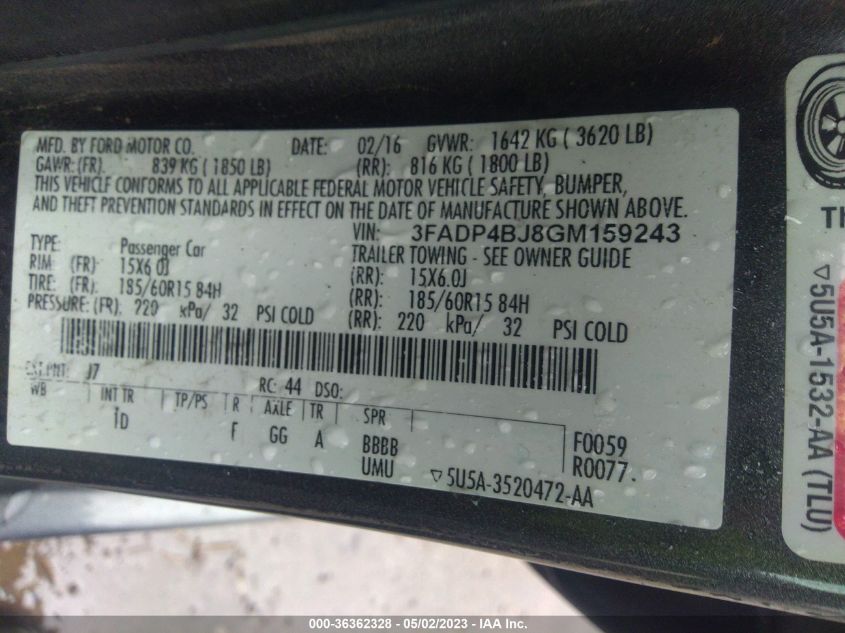 MFD. BY FORD MOTOR CO. DATE: 02/16 GVWR: 1642 KG ( 3620 LB)
GAWR: (FR): 839 KG ( 1850 LB) (RR): 816 KG ( 1800 LB)
THIS VEHICLE CONFORMS TO ALL APPLICABLE FEDERAL MOTOR VEHICLE SAFETY, BUMPER,
AND THEFT PREVENTION STANDARDS IN EFFECT ON THE DATE OF MANUFACTURE SHOWN ABOVE.
VIN: 3FADP4BJ8GM159243
TYPE: Passenger Car TRAILER TOWING - SEE OWNER GUIDE
RIM (FR) 15X6.0J (RR): 15X6.0J
TIRE: (FR): 185/60R15 84H (RR): 185/60R15 84H
PRESSURE: (FR): 220 kPa/ 32 PSI COLD (RR): 220 kPa/ 32 PSI COLD
EXT PNT: J7 RC: 44 DSO:
WB INT TR TP/PS R AXLE TR SPR
iD F GG A BBBB F0059
UMU R0077.
▽5U5A-3520472-AA
▽5U5A-1532-AA (TLU)
000-36362328 - 05/02/2023 - IAA Inc.